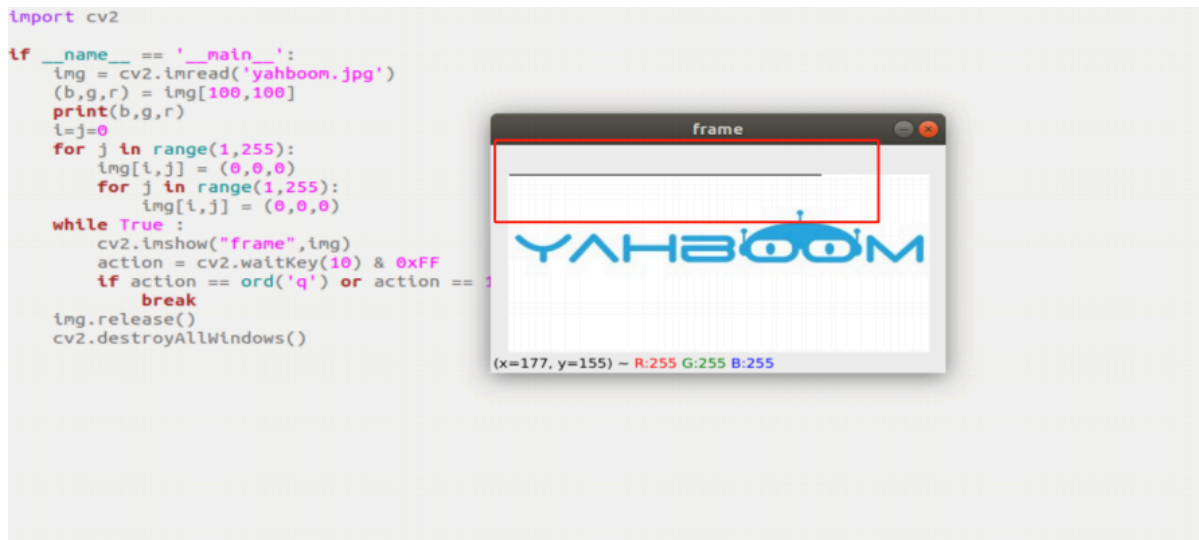 import cv2
if __name__ == '__main__':
    img = cv2.imread('yahboom.jpg')
    (b,g,r) = img[100,100]
    print(b,g,r)
    i=j=0
    for j in range(1,255):
        img[i,j] = (0,0,0)
        for j in range(1,255):
            img[i,j] = (0,0,0)
    while True :
        cv2.imshow("frame",img)
        action = cv2.waitKey(10) & 0xFF
        if action == ord('q') or action ==
            break
    img.release()
    cv2.destroyAllWindows()
frame
YAHBOOM
(x=177, y=155) ~ R:255 G:255 B:255